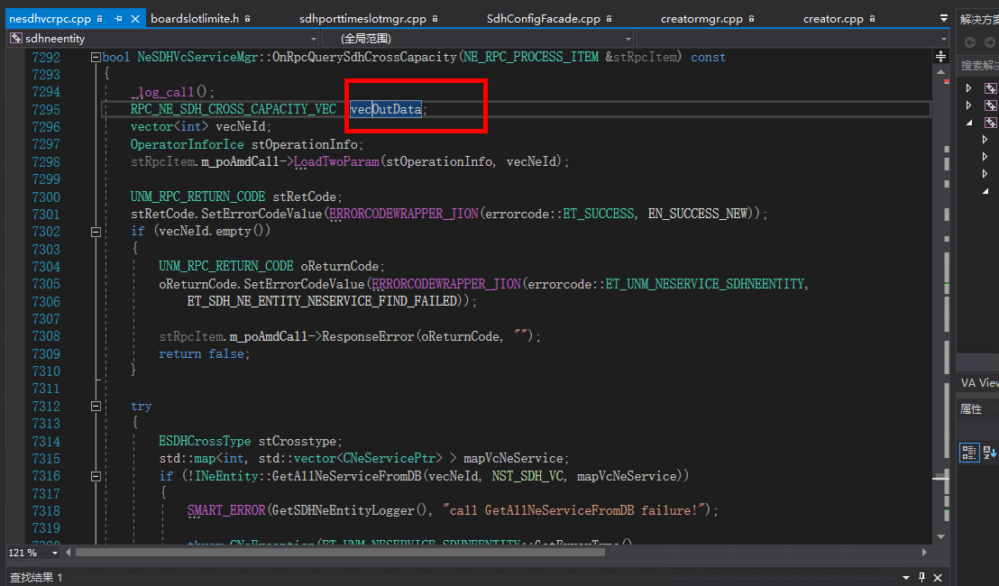 nesdhvcrpc.cpp boardslotlimite.h sdhporttimeslotmgr.cpp SdhConfigFacade.cpp creatormgr.cpp creator.cpp 解决方案
sdhneentity (全局范围)
搜索解决
7292 bool NeSDHVcServiceMgr::OnRpcQuerySdhCrossCapacity(NE_RPC_PROCESS_ITEM &stRpcItem) const
7293 {
7294 _log_call();
7295 RPC_NE_SDH_CROSS_CAPACITY_VEC vecOutData;
7296 vector<int> vecNeId;
7297 OperatorInforIce stOperationInfo;
7298 stRpcItem.m_poAmdCall->LoadTwoParam(stOperationInfo, vecNeId);
7299
7300 UNM_RPC_RETURN_CODE stRetCode;
7301 stRetCode.SetErrorCodeValue(ERRORCODEWRAPPER_JION(errorcode::ET_SUCCESS, EN_SUCCESS_NEW));
7302 if (vecNeId.empty())
7303 {
7304 UNM_RPC_RETURN_CODE oReturnCode;
7305 oReturnCode.SetErrorCodeValue(ERRORCODEWRAPPER_JION(errorcode::ET_UNM_NESERVICE_SDHNEENTITY,
7306 ET_SDH_NE_ENTITY_NESERVICE_FIND_FAILED));
7307
7308 stRpcItem.m_poAmdCall->ResponseError(oReturnCode, "");
7309 return false;
7310 }
7311
7312 try
7313 {
7314 ESDHCrossType stCrosstype;
7315 std::map<int, std::vector<CNeServicePtr> > mapVcNeService;
7316 if (!INeEntity::GetAllNeServiceFromDB(vecNeId, NST_SDH_VC, mapVcNeService))
7317 {
7318 SMART_ERROR(GetSDHNeEntityLogger(), "call GetAllNeServiceFromDB failure!");
7319
VA View
属性
121 %
查找结果 1